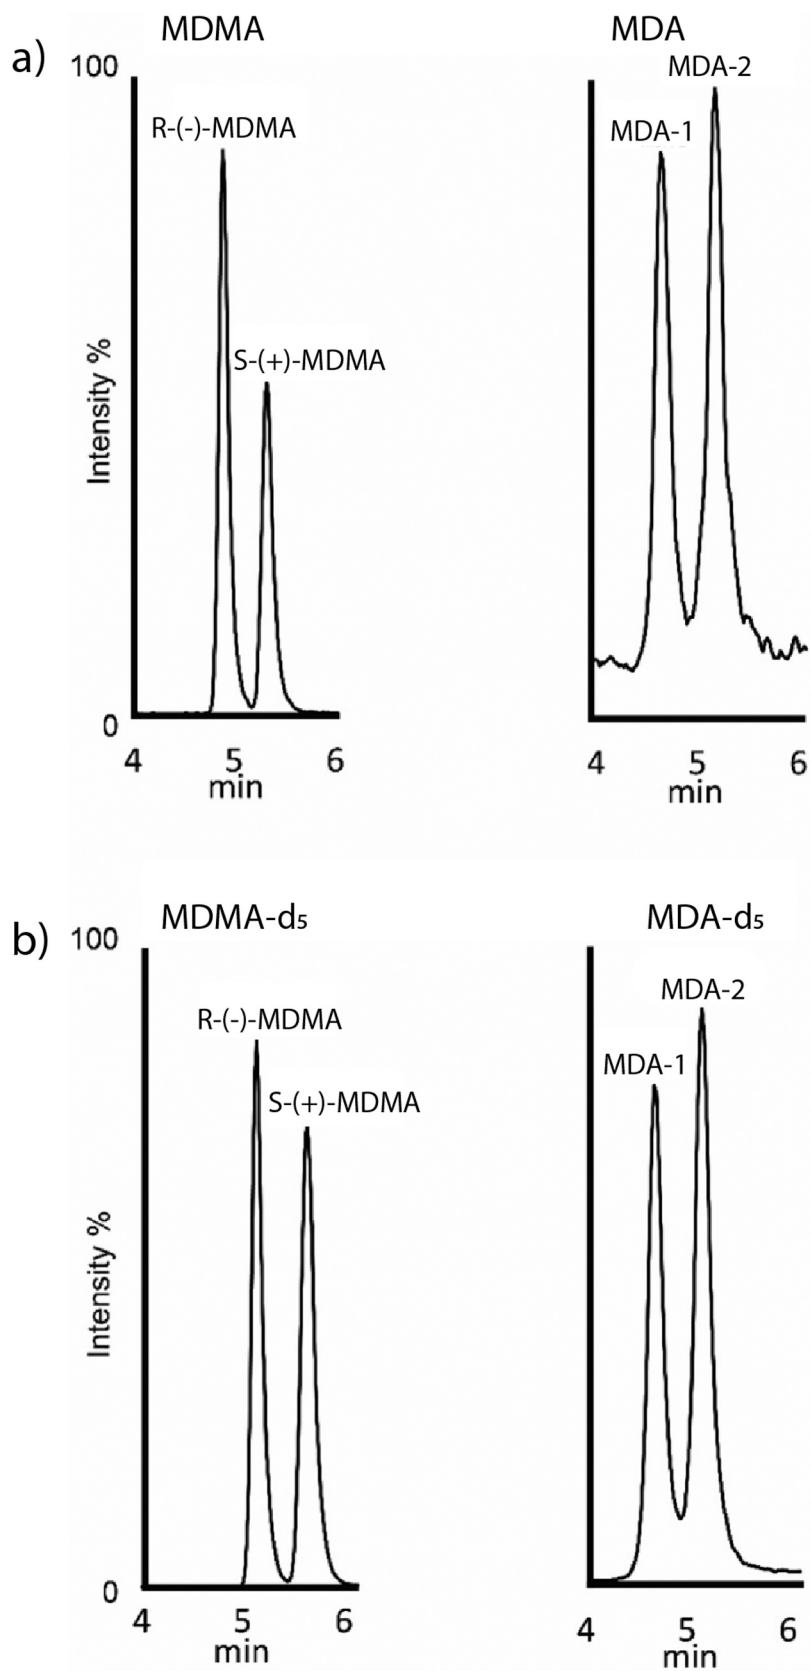 MDMA
MDA
a)
100
MDA-2
R-(-)-MDMA
MDA-1
S-(+)-MDMA
Intensity %
0
4 5 6
min
4 5 6
min
b)
100
MDMA-d5
MDA-d5
MDA-2
R-(-)-MDMA
MDA-1
S-(+)-MDMA
Intensity %
0
4 5 6
min
4 5 6
min